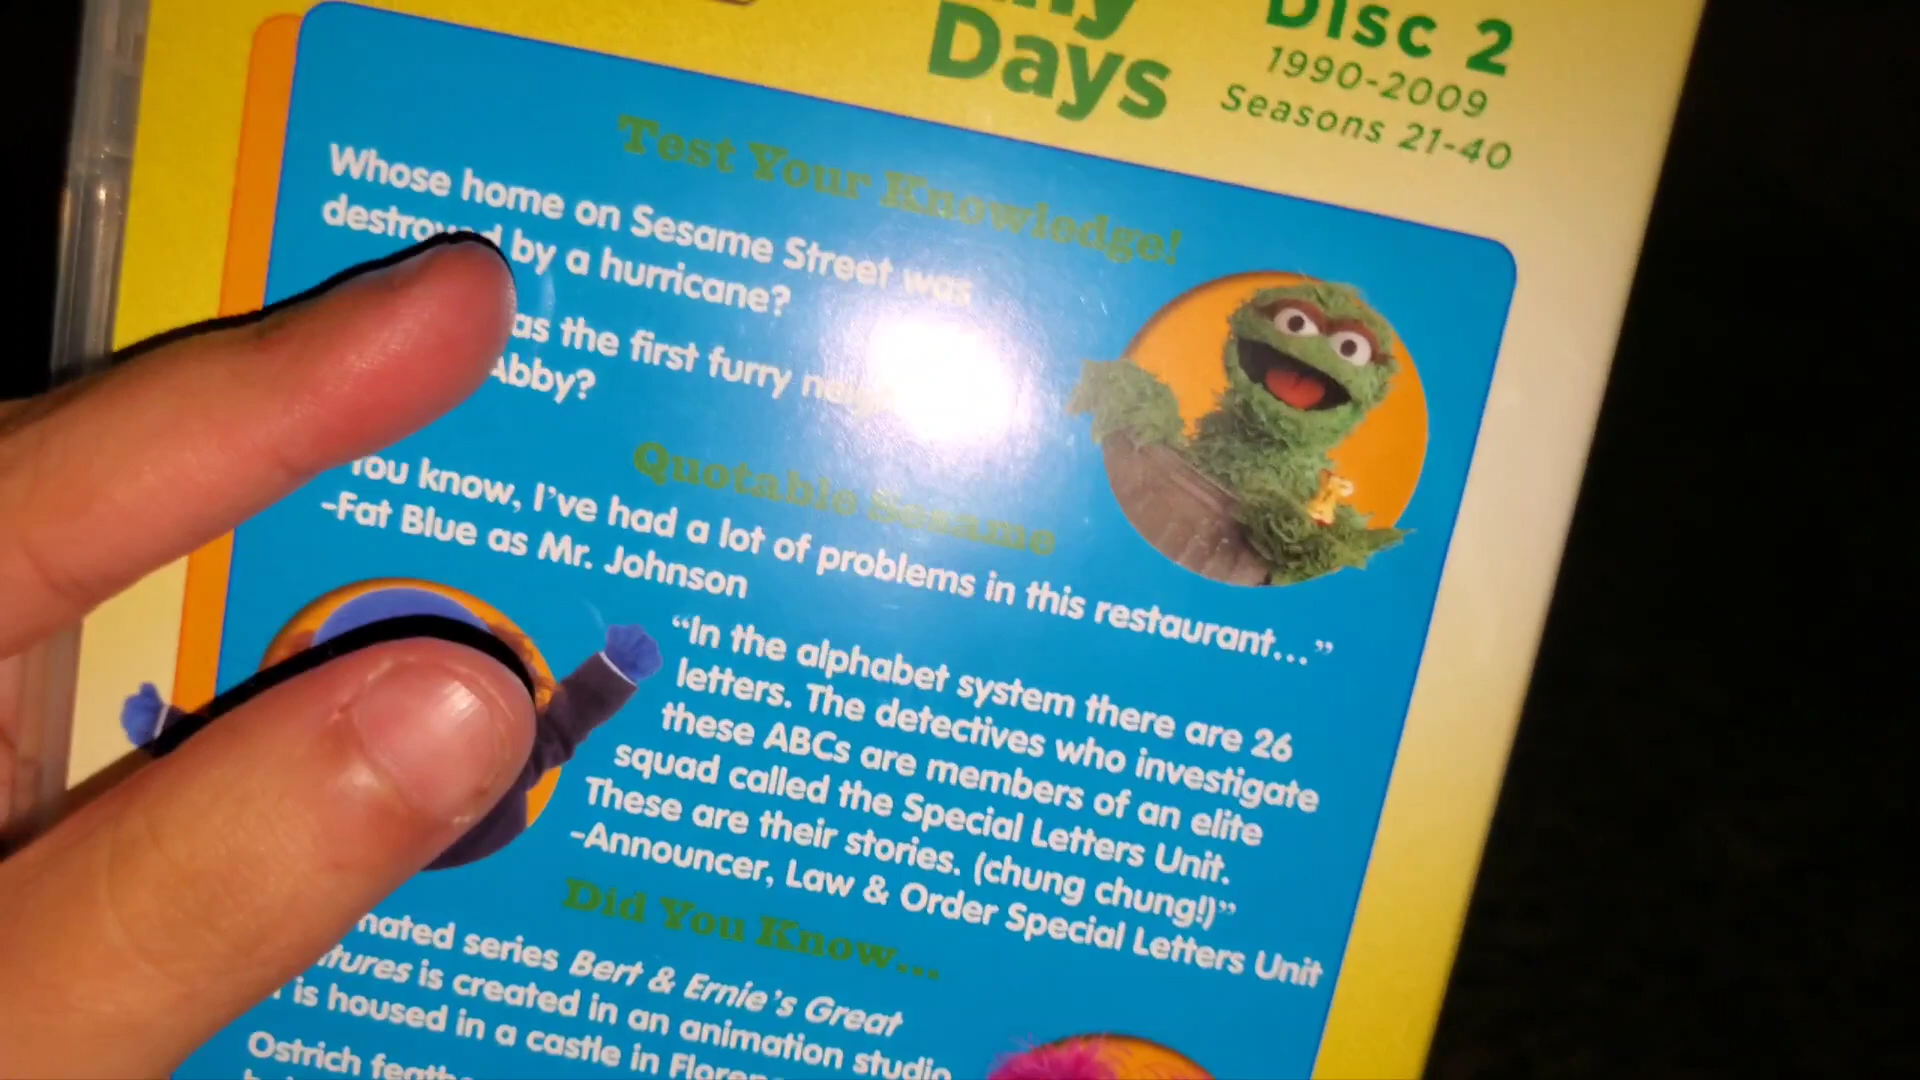 Days
Disc 2
1990-2009
Seasons 21-40
Test Your Knowledge!
Whose home on Sesame Street was
destroyed by a hurricane?
as the first furry
Abby?
Quotable Sesame
You know, I've had a lot of problems in this restaurant..."
-Fat Blue as Mr. Johnson
"In the alphabet system there are 26
letters. The detectives who investigate
these ABCs are members of an elite
squad called the Special Letters Unit.
These are their stories. (chung chung!)"
-Announcer, Law & Order Special Letters Unit
Did You Know...
series Bert & Ernie's Great
is created in an animation studio
is housed in a castle in
Ostrich